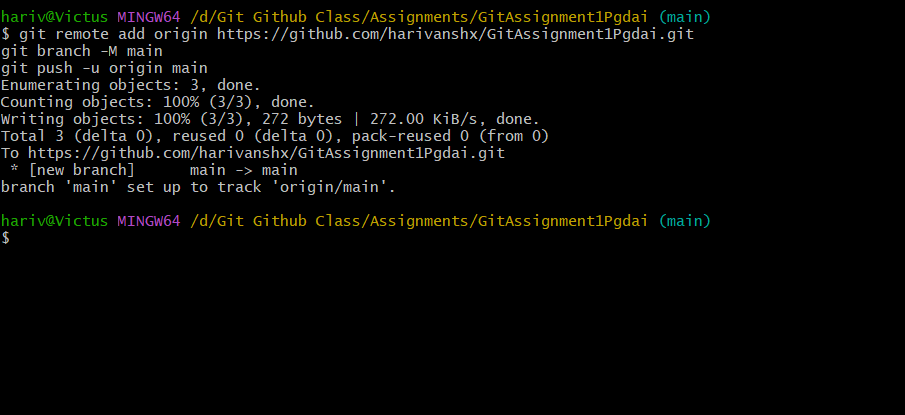 hariv@Victus MINGW64 /d/Git Github Class/Assignments/GitAssignment1Pgdai (main)
$ git remote add origin https://github.com/harivanshx/GitAssignment1Pgdai.git
git branch -M main
git push -u origin main
Enumerating objects: 3, done.
Counting objects: 100% (3/3), done.
Writing objects: 100% (3/3), 272 bytes | 272.00 KiB/s, done.
Total 3 (delta 0), reused 0 (delta 0), pack-reused 0 (from 0)
To https://github.com/harivanshx/GitAssignment1Pgdai.git
 * [new branch]      main -> main
branch 'main' set up to track 'origin/main'.
hariv@Victus MINGW64 /d/Git Github Class/Assignments/GitAssignment1Pgdai (main)
$